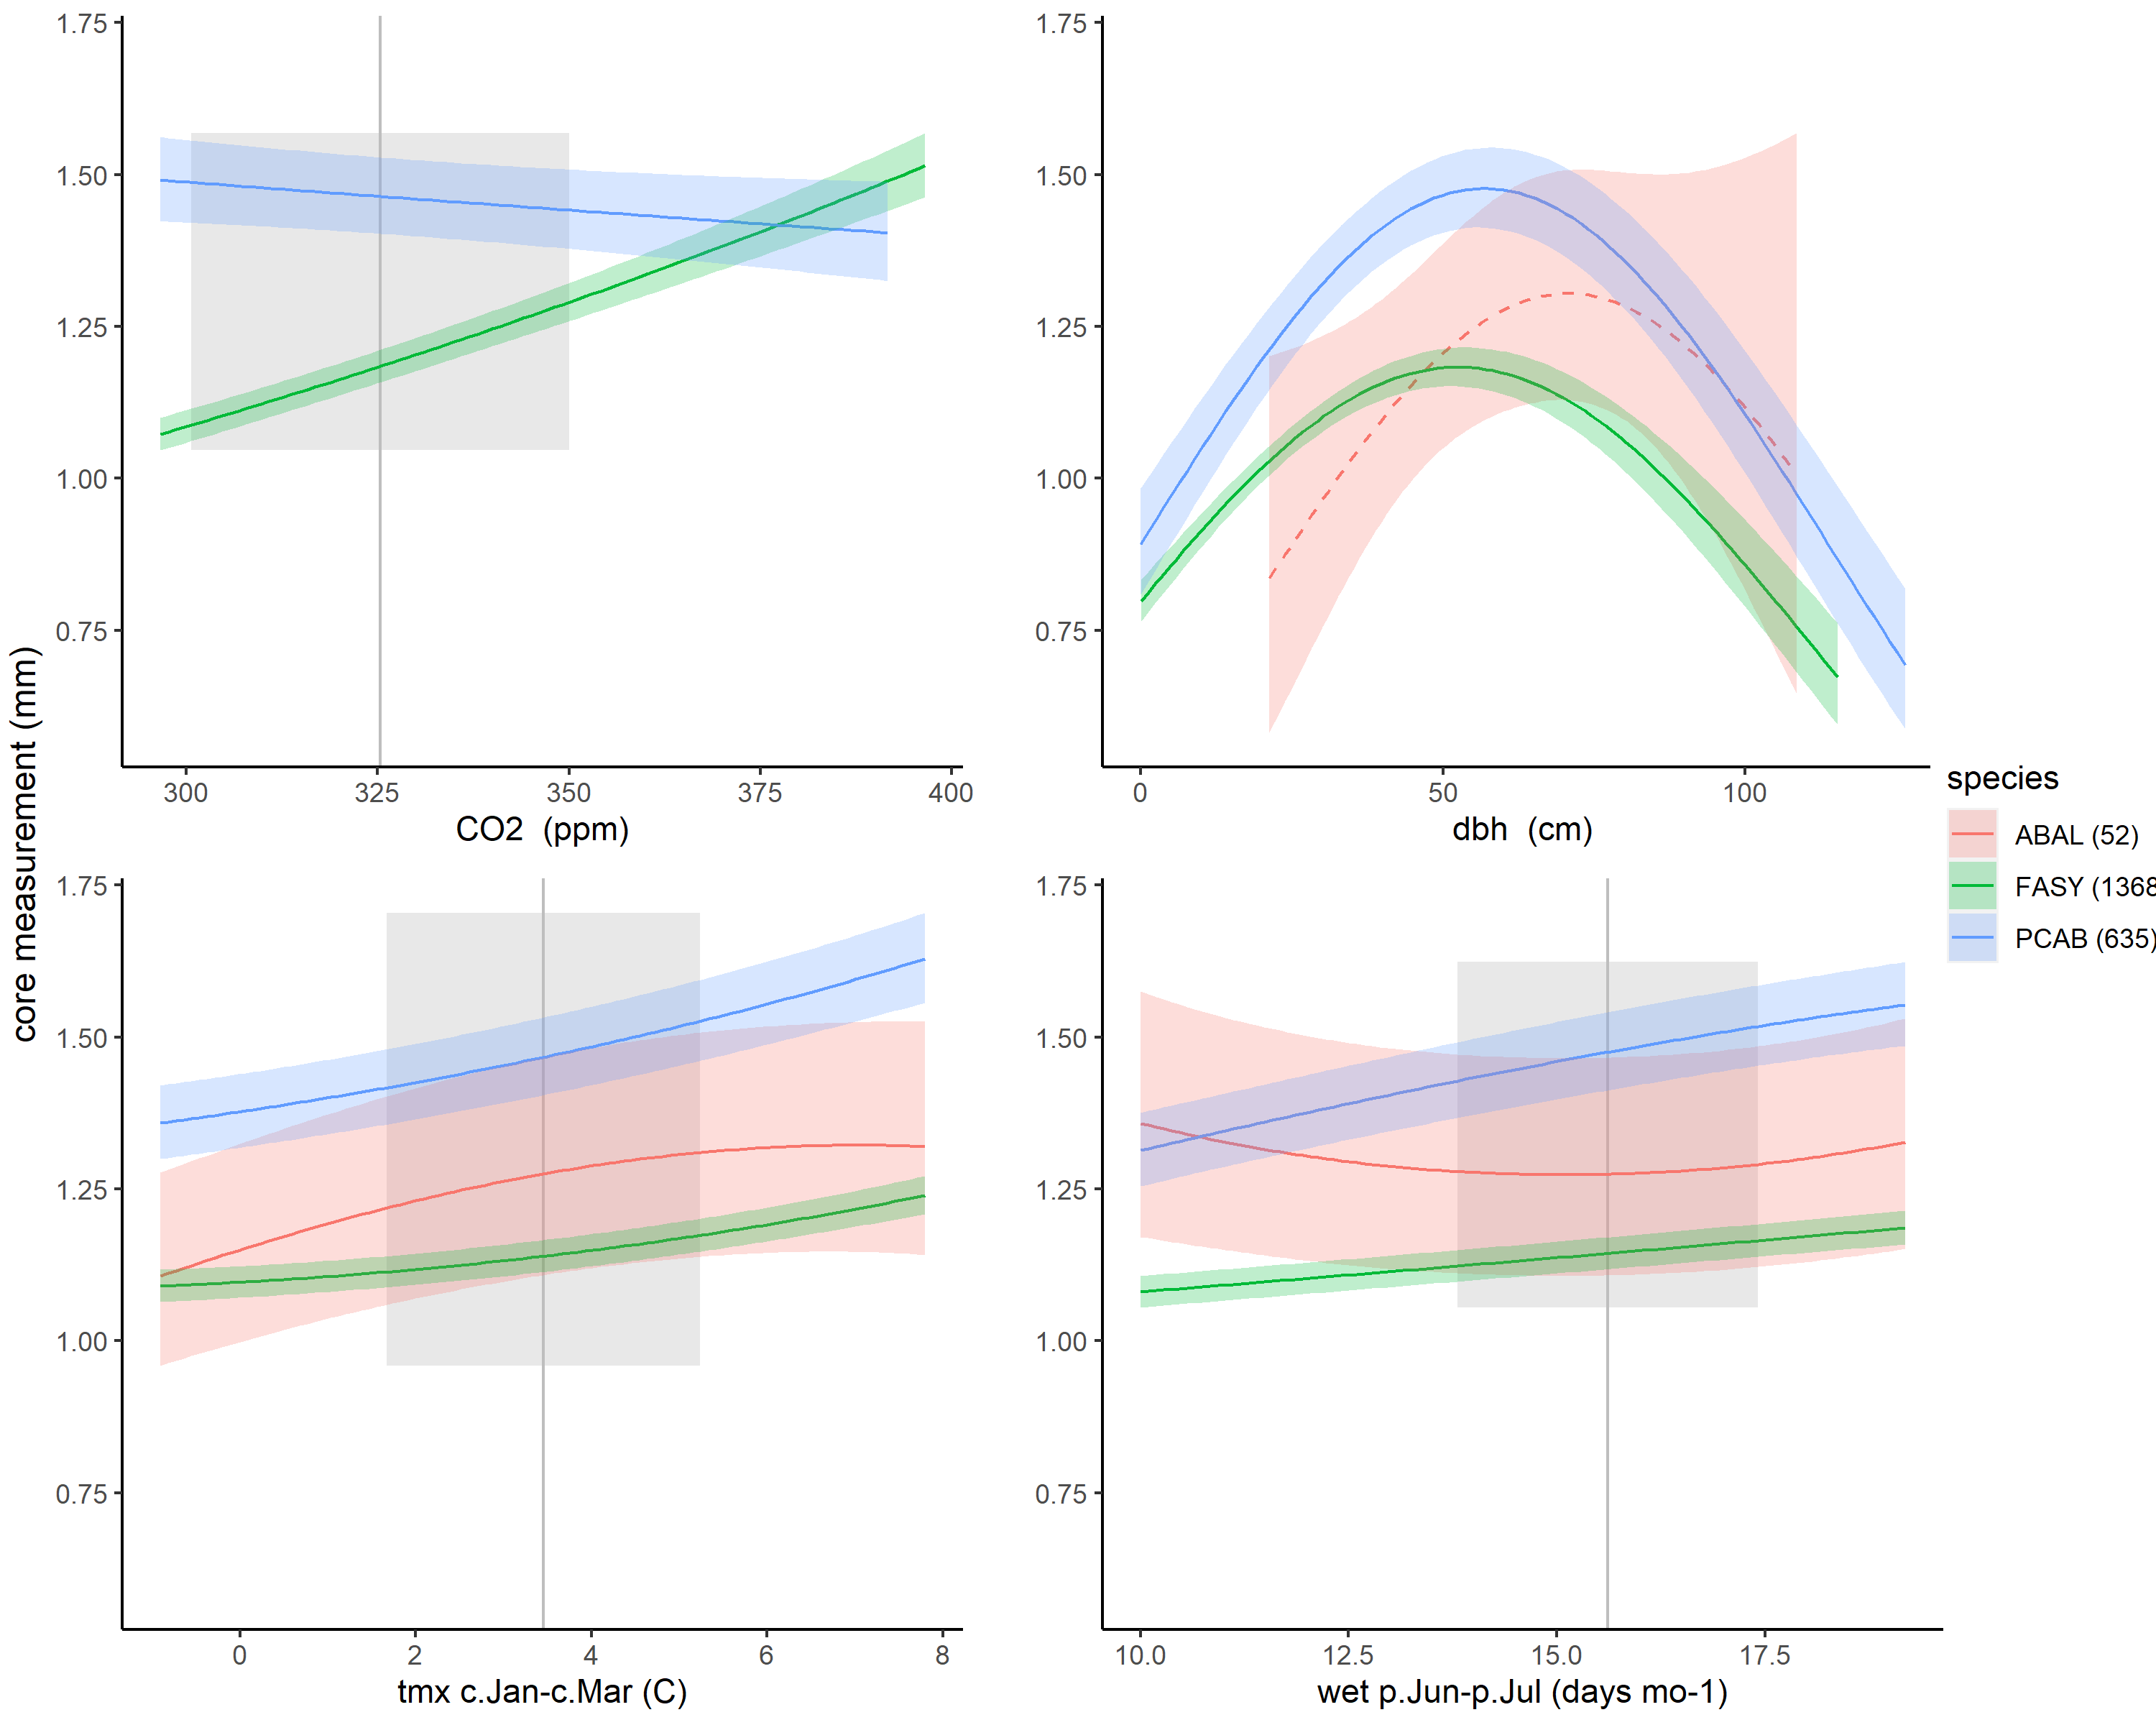 core measurement (mm)
1.75
1.50
1.25
1.00
0.75
300 325 350 375 400
CO2 (ppm)
1.75
1.50
1.25
1.00
0.75
0 50 100
dbh (cm)
1.75
1.50
1.25
1.00
0.75
0 2 4 6 8
tmx c.Jan-c.Mar (C)
1.75
1.50
1.25
1.00
0.75
10.0 12.5 15.0 17.5
wet p.Jun-p.Jul (days mo-1)
species
ABAL (52)
FASY (1368
PCAB (635)